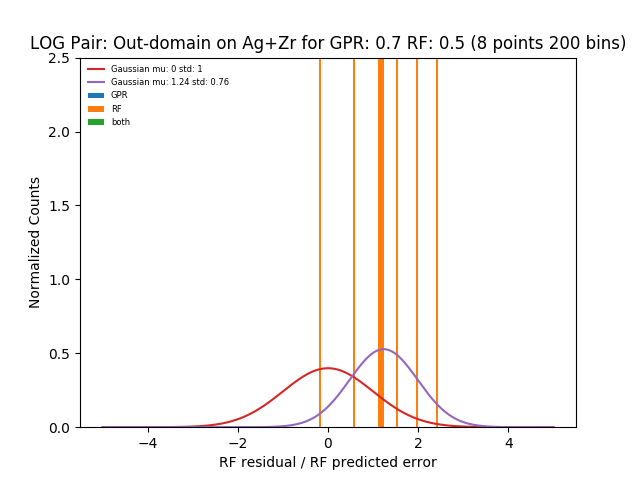 LOG Pair: Out-domain on Ag+Zr for GPR: 0.7 RF: 0.5 (8 points 200 bins)
2.5
2.0
1.5
1.0
0.5
0.0
Normalized Counts
Gaussian mu: 0 std: 1
Gaussian mu: 1.24 std: 0.76
GPR
RF
both
−4 −2 0 2 4
RF residual / RF predicted error